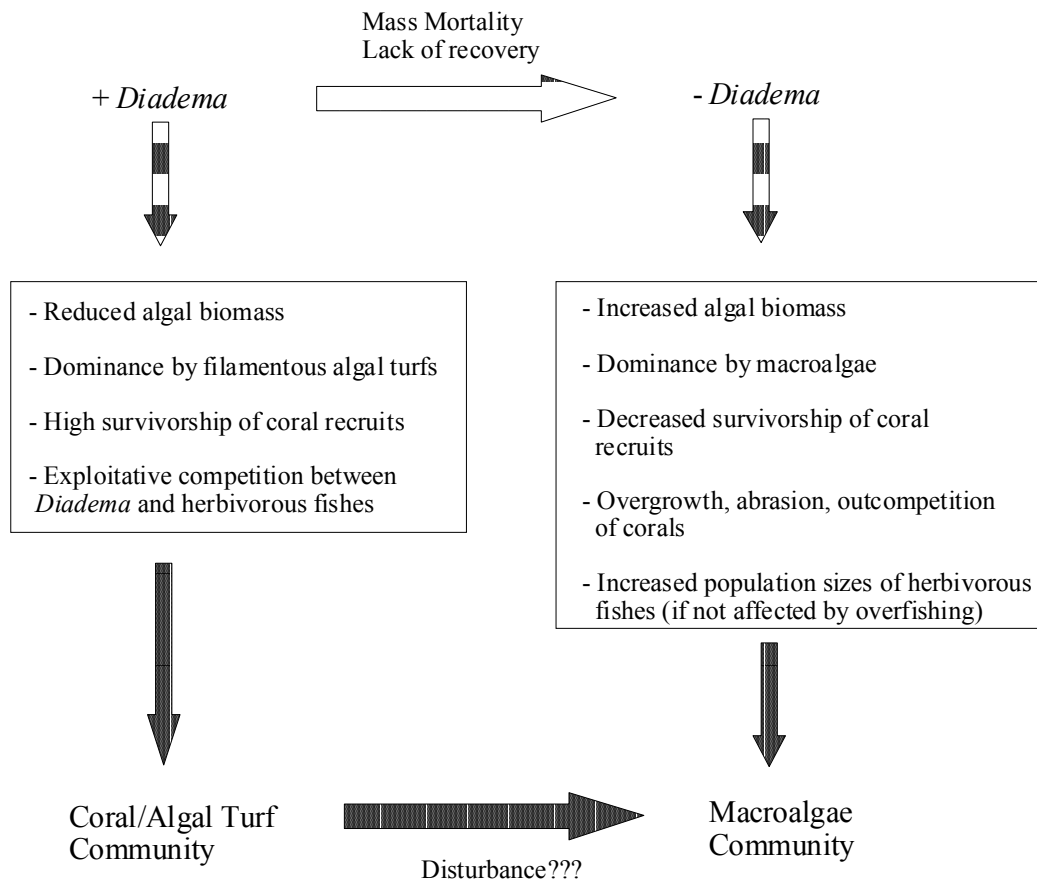 Mass Mortality
Lack of recovery
+ Diadema
- Diadema
- Reduced algal biomass
- Dominance by filamentous algal turfs
- High survivorship of coral recruits
- Exploitative competition between
Diadema and herbivorous fishes
- Increased algal biomass
- Dominance by macroalgae
- Decreased survivorship of coral
recruits
- Overgrowth, abrasion, outcompetition
of corals
- Increased population sizes of herbivorous
fishes (if not affected by overfishing)
Coral/Algal Turf
Community
Disturbance???
Macroalgae
Community